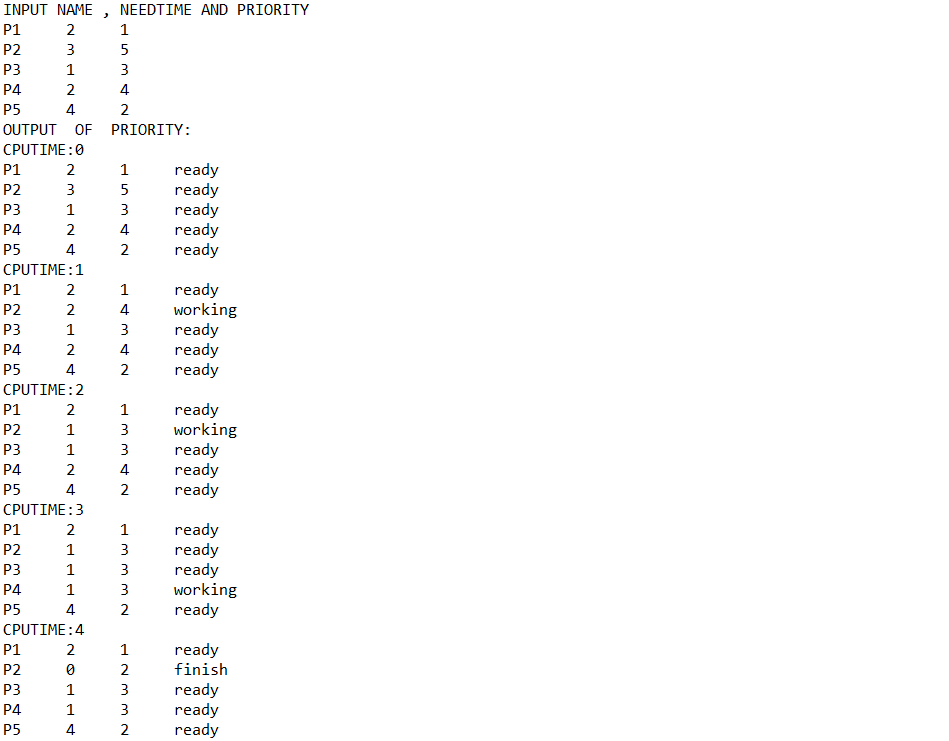 INPUT NAME , NEEDTIME AND PRIORITY
P1 2 1
P2 3 5
P3 1 3
P4 2 4
P5 4 2
OUTPUT OF PRIORITY:
CPUTIME:0
P1 2 1 ready
P2 3 5 ready
P3 1 3 ready
P4 2 4 ready
P5 4 2 ready
CPUTIME:1
P1 2 1 ready
P2 2 4 working
P3 1 3 ready
P4 2 4 ready
P5 4 2 ready
CPUTIME:2
P1 2 1 ready
P2 1 3 working
P3 1 3 ready
P4 2 4 ready
P5 4 2 ready
CPUTIME:3
P1 2 1 ready
P2 1 3 ready
P3 1 3 ready
P4 1 3 working
P5 4 2 ready
CPUTIME:4
P1 2 1 ready
P2 0 2 finish
P3 1 3 ready
P4 1 3 ready
P5 4 2 ready